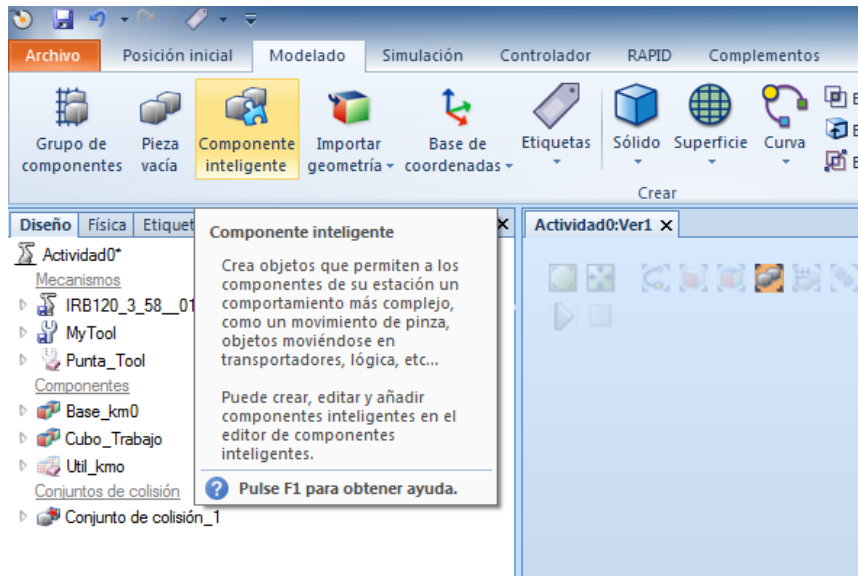 Archivo Posición inicial Modelado Simulación Controlador RAPID Complementos
Grupo de componentes
Pieza vacía
Componente inteligente
Importar geometría
Base de coordenadas
Etiquetas
Sólido
Superficie
Curva
Crear
Diseño Física Etiquet
Actividad0:Ver1
Actividad0*
Mecanismos
IRB120_3_58__01
MyTool
Punta_Tool
Componentes
Base_km0
Cubo_Trabajo
Util_kmo
Conjuntos de colisión
Conjunto de colisión_1
Componente inteligente
Crea objetos que permiten a los
componentes de su estación un
comportamiento más complejo,
como un movimiento de pinza,
objetos moviéndose en
transportadores, lógica, etc...
Puede crear, editar y añadir
componentes inteligentes en el
editor de componentes
inteligentes.
Pulse F1 para obtener ayuda.